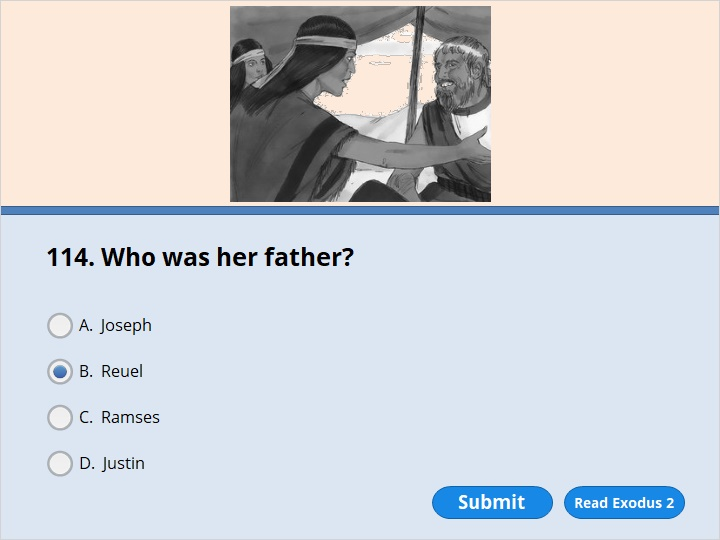 114. Who was her father?
A. Joseph
B. Reuel
C. Ramses
D. Justin
Submit
Read Exodus 2